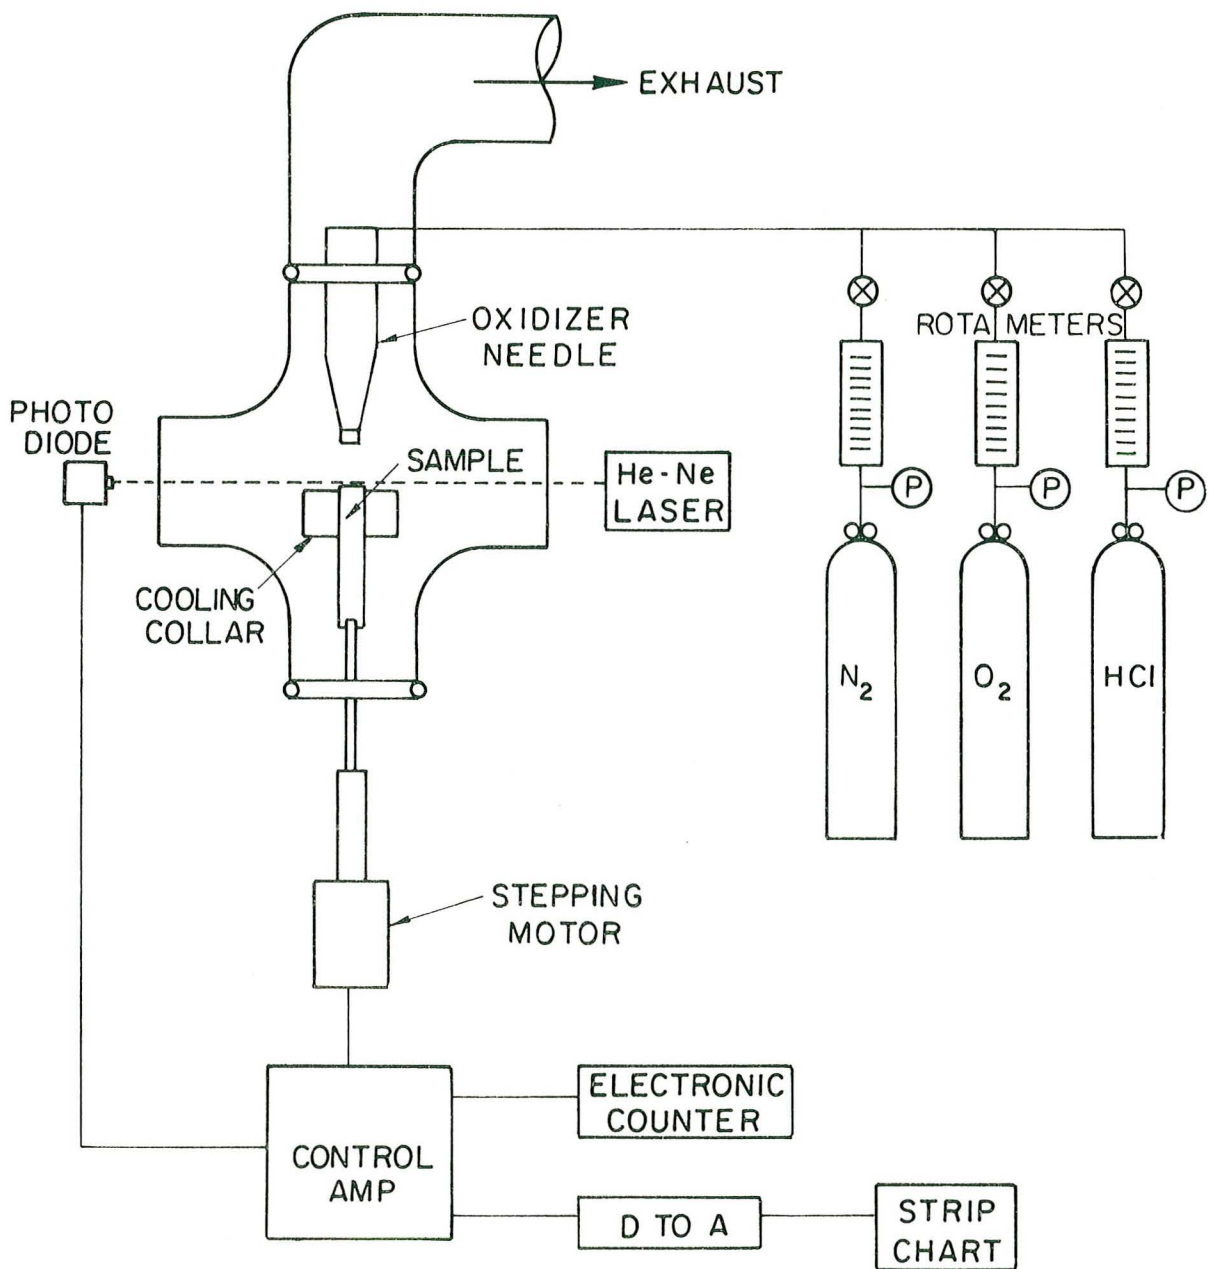 EXHAUST
OXIDIZER
NEEDLE
ROTA METERS
PHOTO
DIODE
SAMPLE
He-Ne
LASER
P
P
P
COOLING
COLLAR
N2
O2
HCl
STEPPING
MOTOR
ELECTRONIC
COUNTER
CONTROL
AMP
D TO A
STRIP
CHART